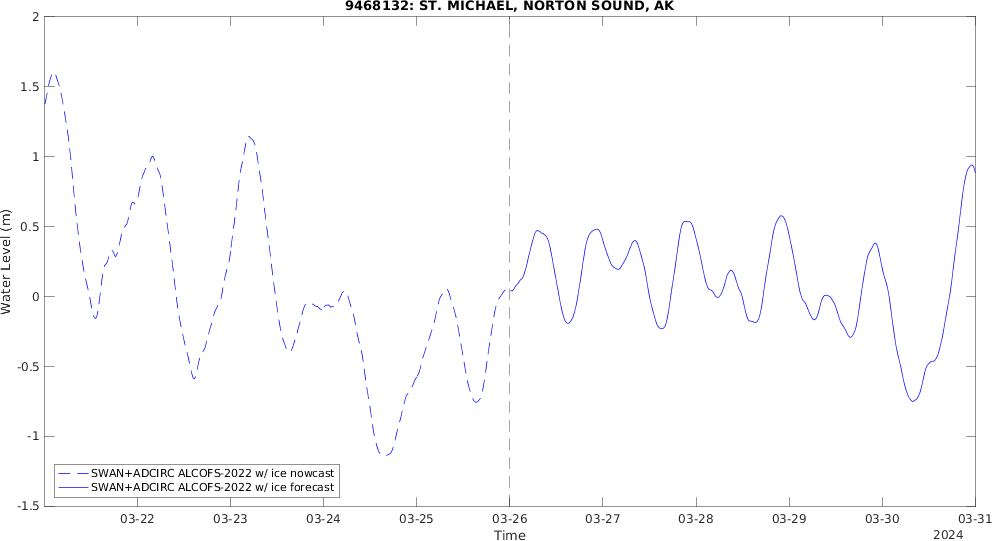 9468132: ST. MICHAEL, NORTON SOUND, AK
2
1.5
1
0.5
0
-0.5
-1
-1.5
Water Level (m)
SWAN+ADCIRC ALCOFS-2022 w/ ice nowcast
SWAN+ADCIRC ALCOFS-2022 w/ ice forecast
03-22 03-23 03-24 03-25 03-26 03-27 03-28 03-29 03-30 03-31
Time
2024